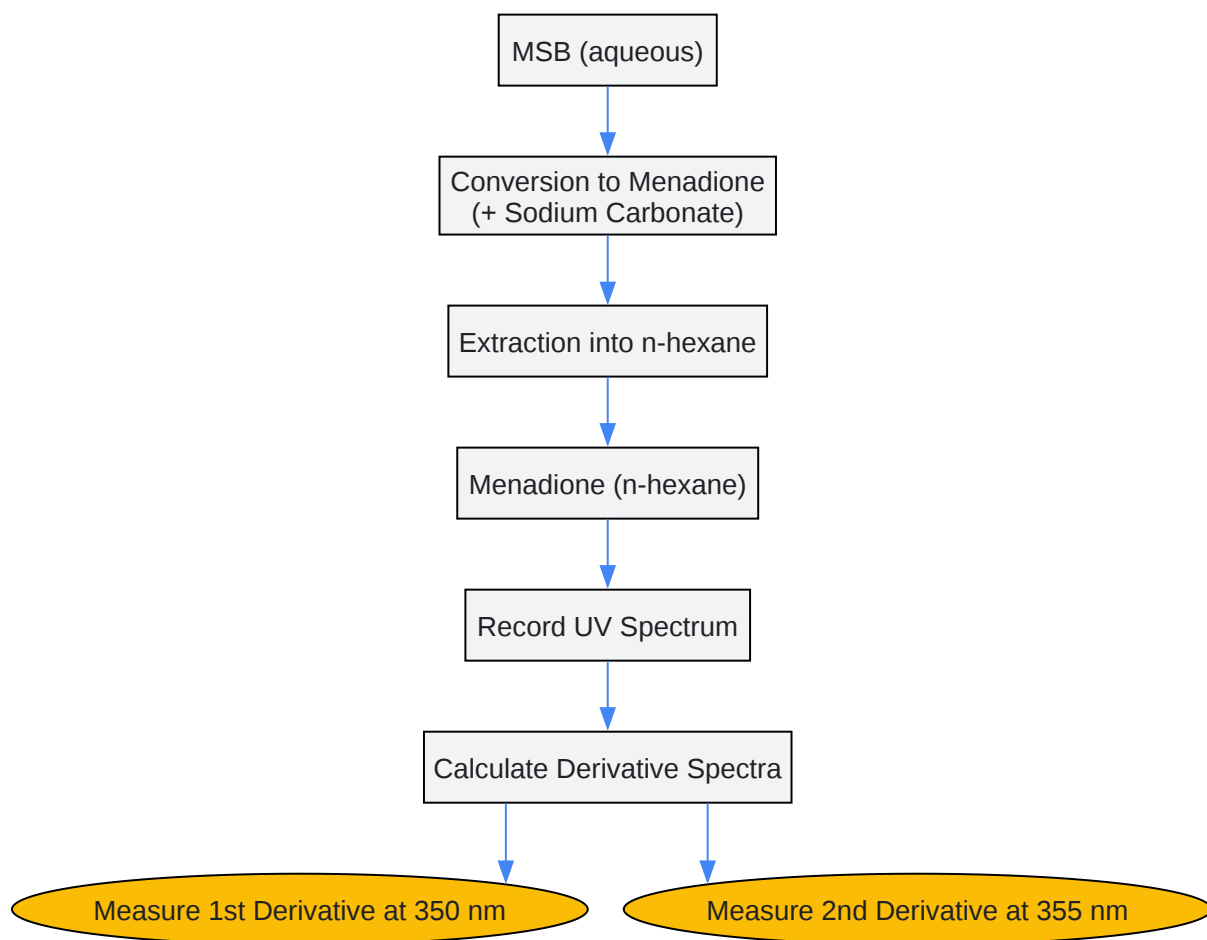 MSB (aqueous)
Conversion to Menadione
(+ Sodium Carbonate)
Extraction into n-hexane
Menadione (n-hexane)
Record UV Spectrum
Calculate Derivative Spectra
Measure 1st Derivative at 350 nm
Measure 2nd Derivative at 355 nm